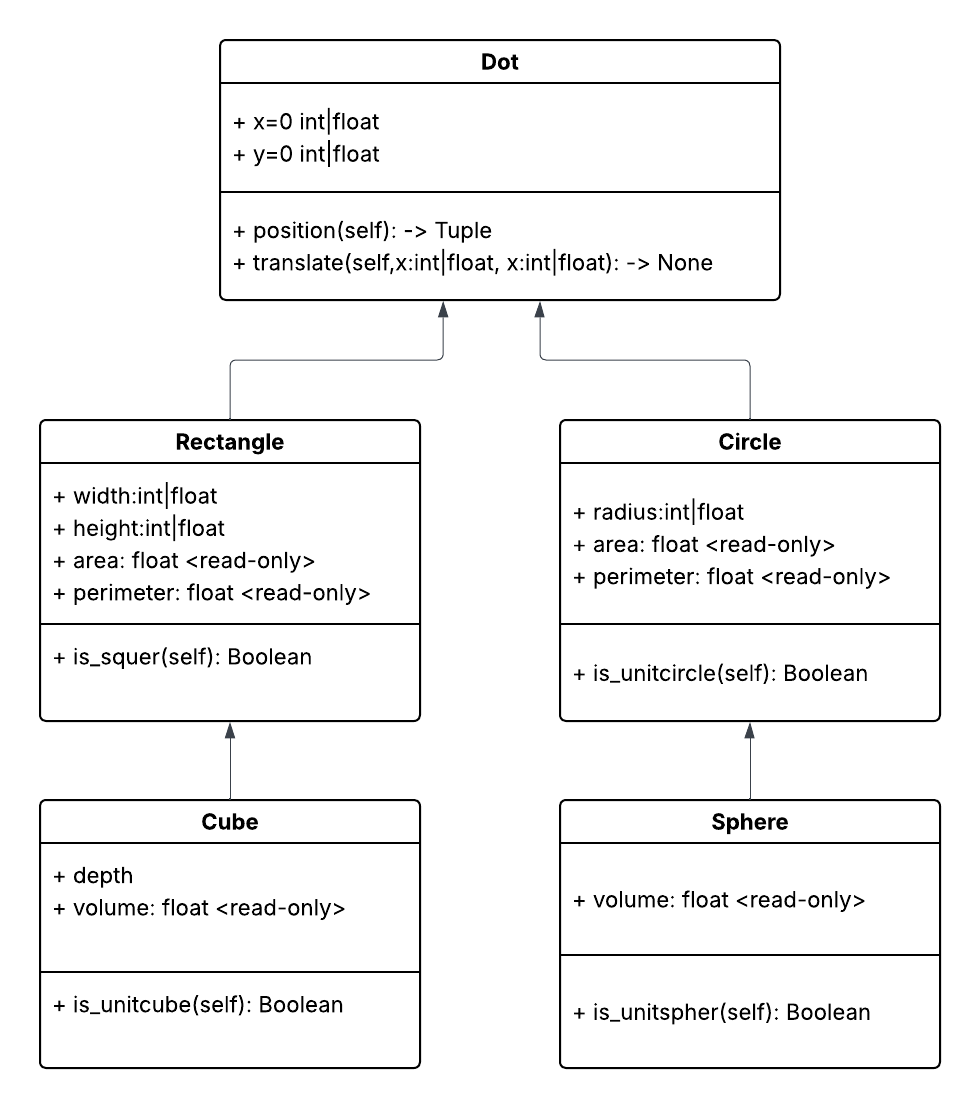 Dot
+ x=0 int|float
+ y=0 int|float
+ position(self): -> Tuple
+ translate(self,x:int|float, x:int|float): -> None
Rectangle
+ width:int|float
+ height:int|float
+ area: float <read-only>
+ perimeter: float <read-only>
+ is_squer(self): Boolean
Circle
+ radius:int|float
+ area: float <read-only>
+ perimeter: float <read-only>
+ is_unitcircle(self): Boolean
Cube
+ depth
+ volume: float <read-only>
+ is_unitcube(self): Boolean
Sphere
+ volume: float <read-only>
+ is_unitspher(self): Boolean